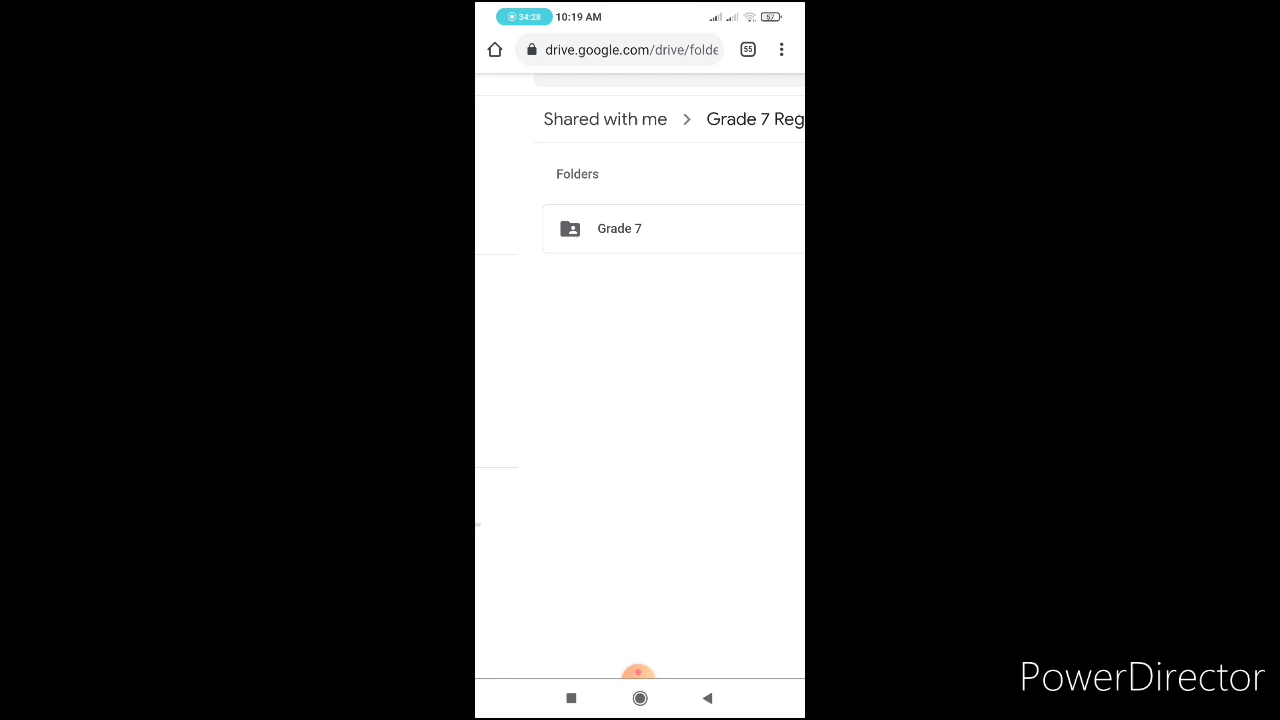 34:28 10:19 AM 57
drive.google.com/drive/folde 55
Shared with me > Grade 7 Reg
Folders
Grade 7
PowerDirector